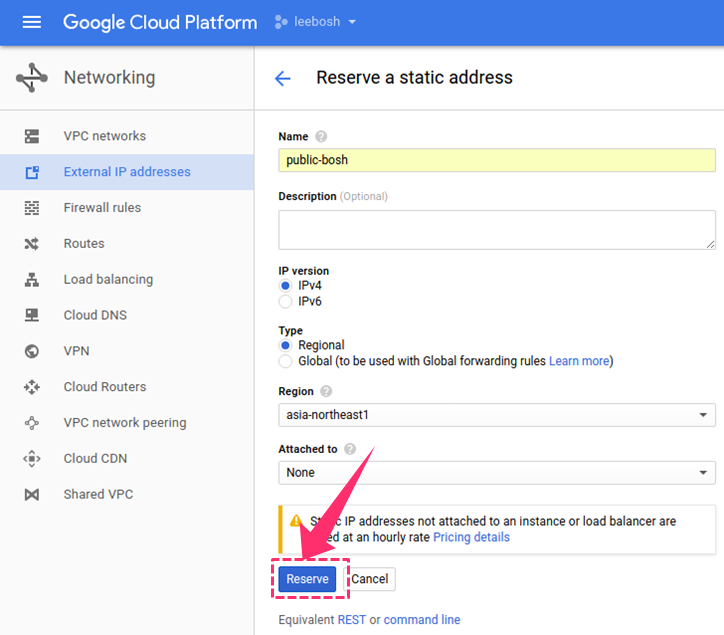 Google Cloud Platform leebosh
Networking
Reserve a static address
VPC networks
External IP addresses
Firewall rules
Routes
Load balancing
Cloud DNS
VPN
Cloud Routers
VPC network peering
Cloud CDN
Shared VPC
Name ?
public-bosh
Description (Optional)
IP version
IPv4
IPv6
Type
Regional
Global (to be used with Global forwarding rules Learn more)
Region ?
asia-northeast1
Attached to ?
None
IP addresses not attached to an instance or load balancer are
at an hourly rate Pricing details
Reserve Cancel
Equivalent REST or command line